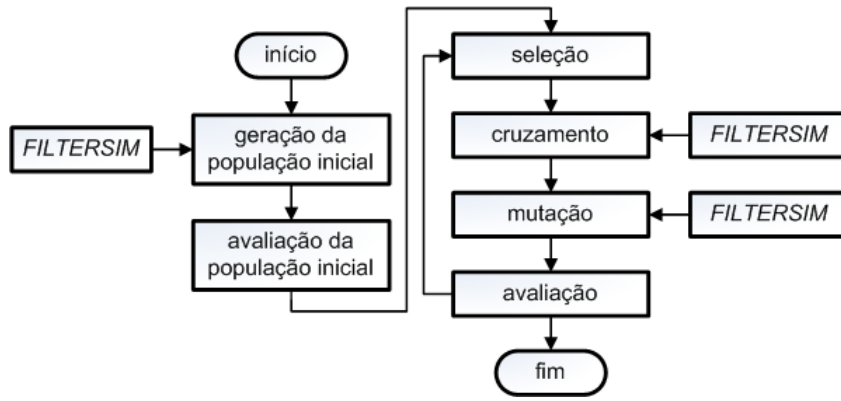 início
FILTERSIM
geração da
população inicial
avaliação da
população inicial
seleção
cruzamento
FILTERSIM
mutação
FILTERSIM
avaliação
fim